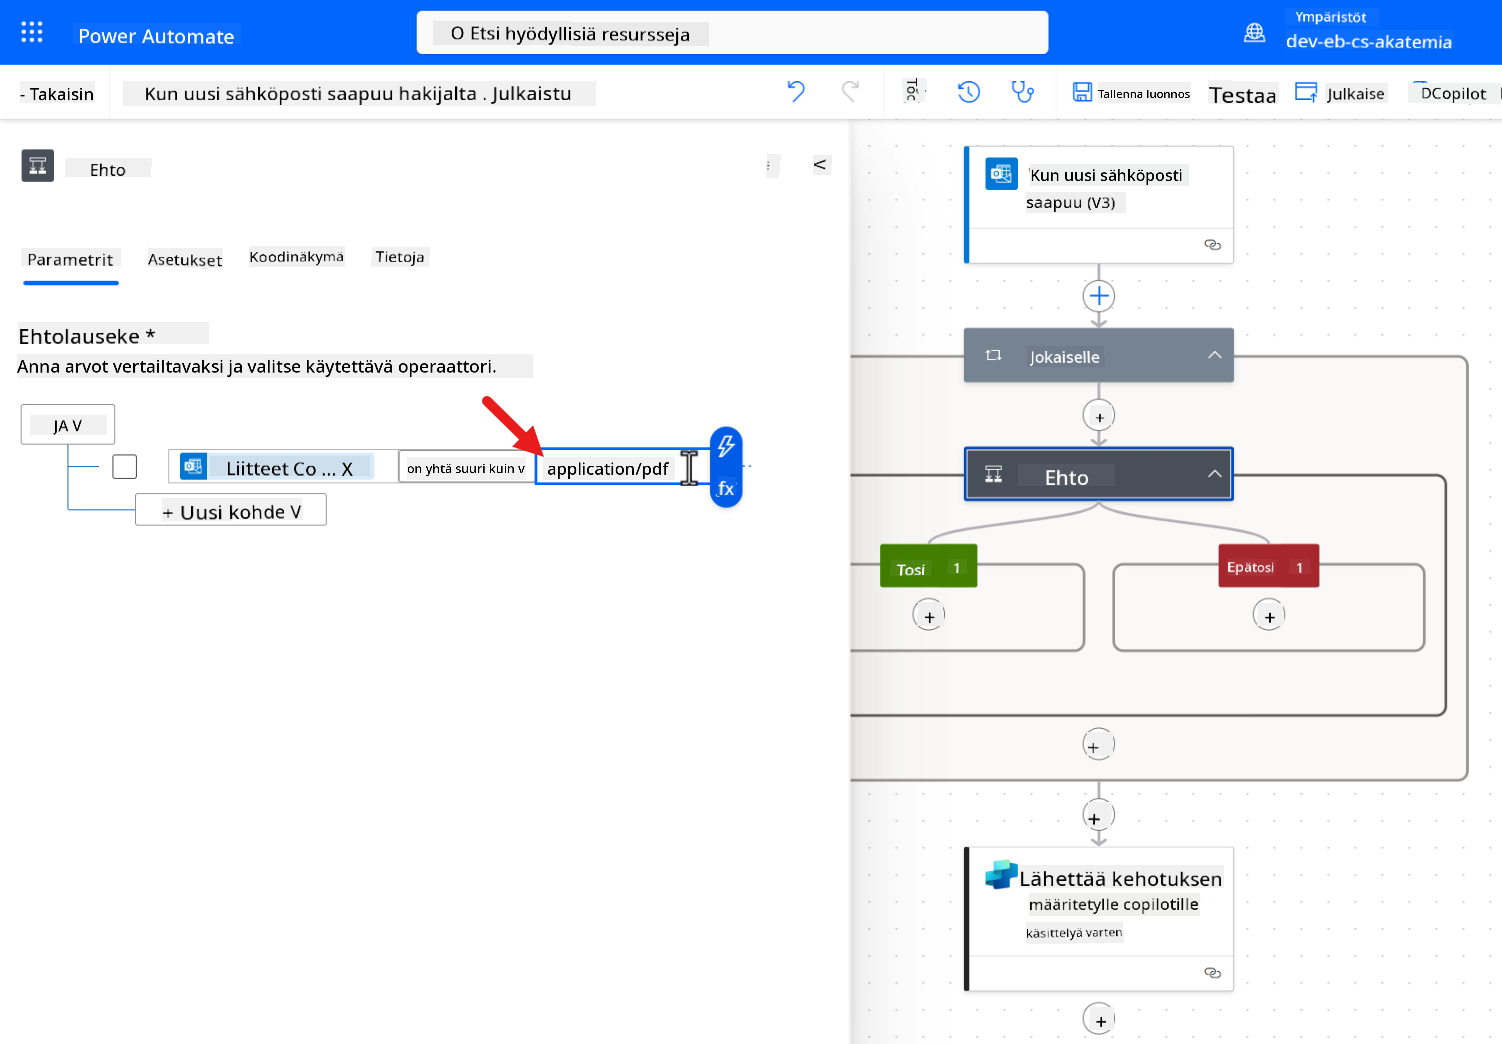 Power Automate
O Etsi hyödyllisiä resursseja
Ympäristöt
dev-eb-cs-akatemia
- Takaisin
Kun uusi sähköposti saapuu hakijalta . Julkaistu
Tallenna luonnos
Testaa
Julkaise
DCopilot
Ehto
<
Parametrit
Asetukset
Koodinäkymä
Tietoja
Ehtolauseke *
Anna arvot vertailtavaksi ja valitse käytettävä operaattori.
JA V
Liitteet Co ... X
on yhtä suuri kuin v
application/pdf
fx
+ Uusi kohde V
Kun uusi sähköposti
saapuu (V3)
Jokaiselle
Ehto
Tosi 1
Epätosi 1
Lähettää kehotuksen
määritetylle copilotille
käsittelyä varten